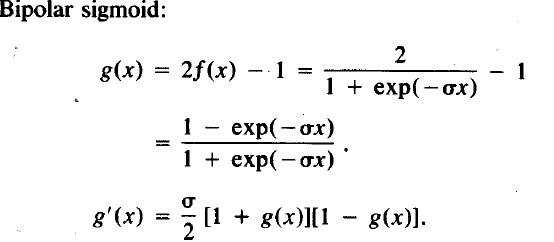 Bipolar sigmoid:
g(x) = 2f(x) − 1 = 2 / (1 + exp(−σx)) − 1
= (1 − exp(−σx)) / (1 + exp(−σx)) .
g'(x) = σ/2 [1 + g(x)][1 − g(x)].